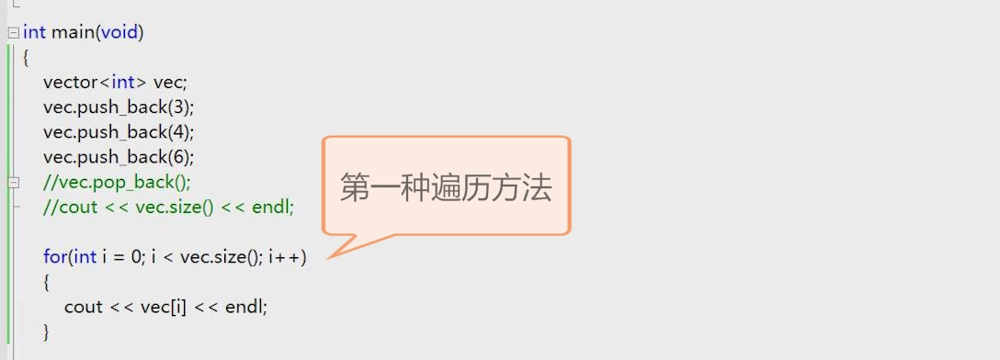 int main(void)
{
vector<int> vec;
vec.push_back(3);
vec.push_back(4);
vec.push_back(6);
//vec.pop_back();
//cout << vec.size() << endl;
第一种遍历方法
for(int i = 0; i < vec.size(); i++)
{
cout << vec[i] << endl;
}